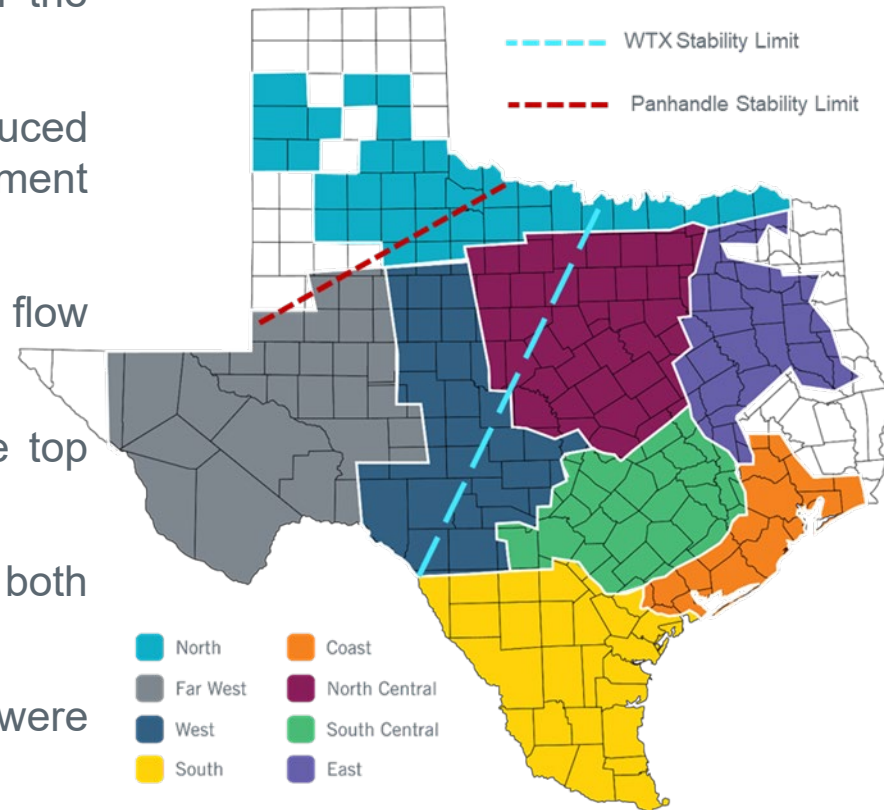 the
WTX Stability Limit
Panhandle Stability Limit
uced
ment
flow
top
both
were
North
Far West
West
South
Coast
North Central
South Central
East